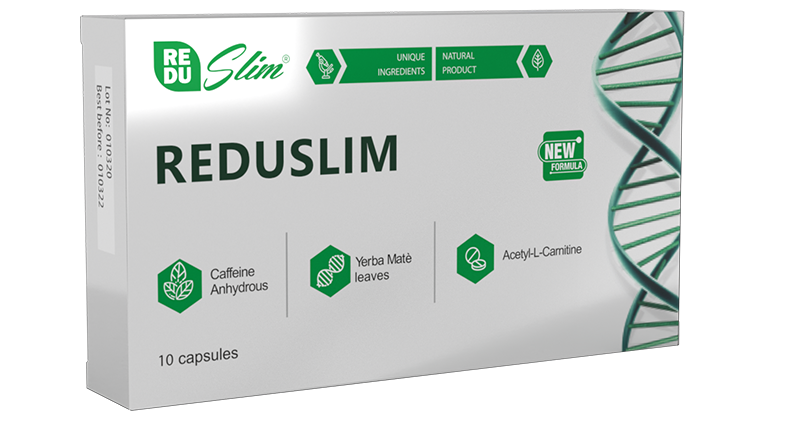 Lot No: 010320
Best before : 010322
RE
DU
Slim®
UNIQUE
INGREDIENTS
NATURAL
PRODUCT
REDUSLIM
NEW
FORMULA
Caffeine
Anhydrous
Yerba Matè
leaves
Acetyl-L-Carnitine
10 capsules